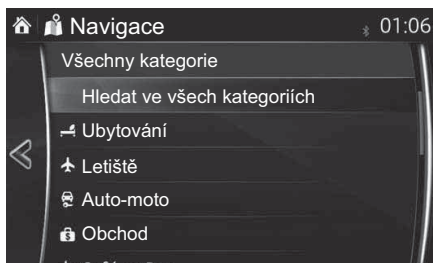 Navigace 01:06
Všechny kategorie
Hledat ve všech kategoriích
Ubytování
Letiště
Auto-moto
Obchod